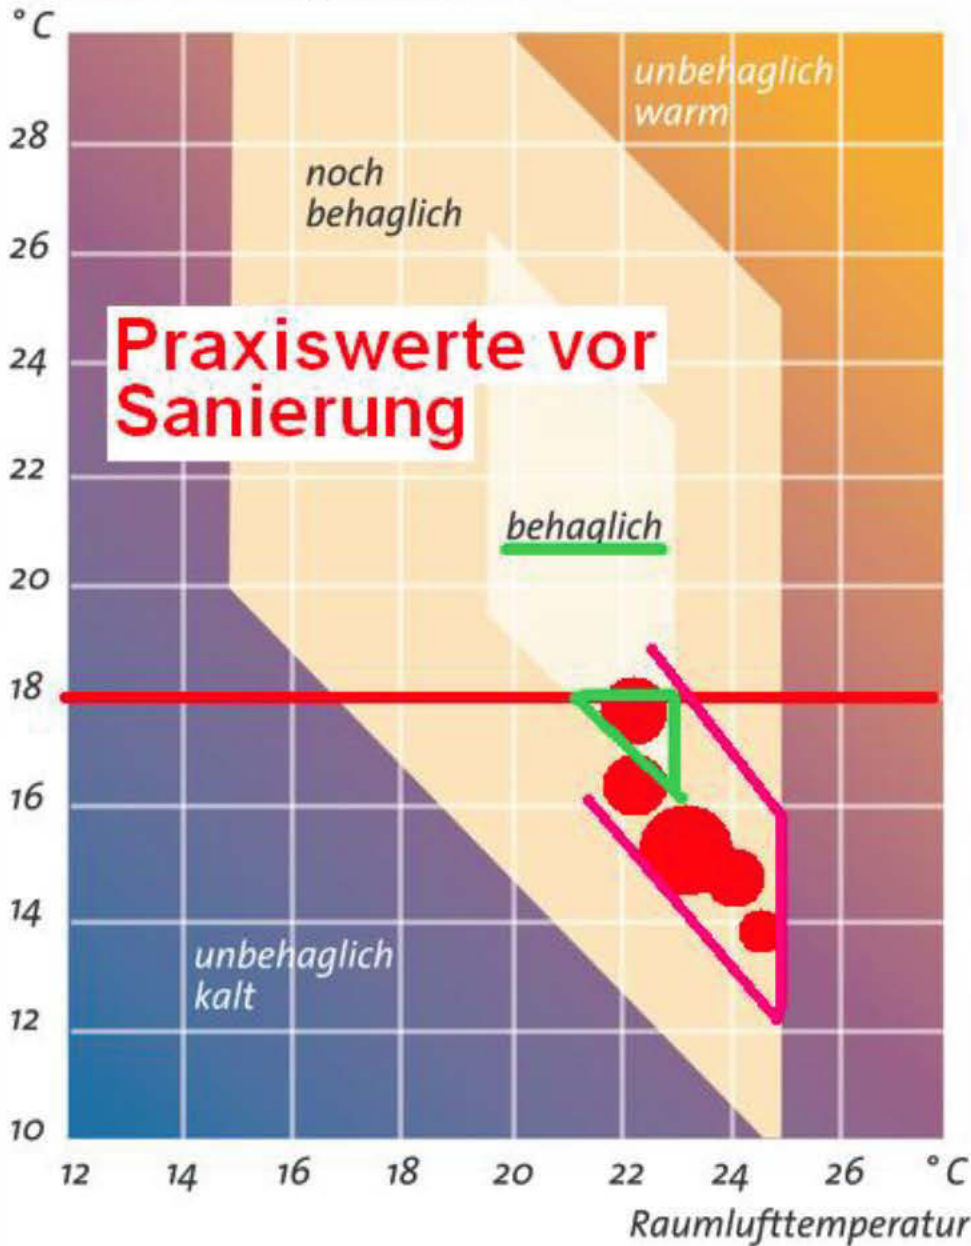 °C
unbehaglich
warm
28
noch
behaglich
26
Praxiswerte vor
Sanierung
24
22
behaglich
20
18
16
14
unbehaglich
kalt
12
10
12 14 16 18 20 22 24 26 °C
Raumlufttemperatur